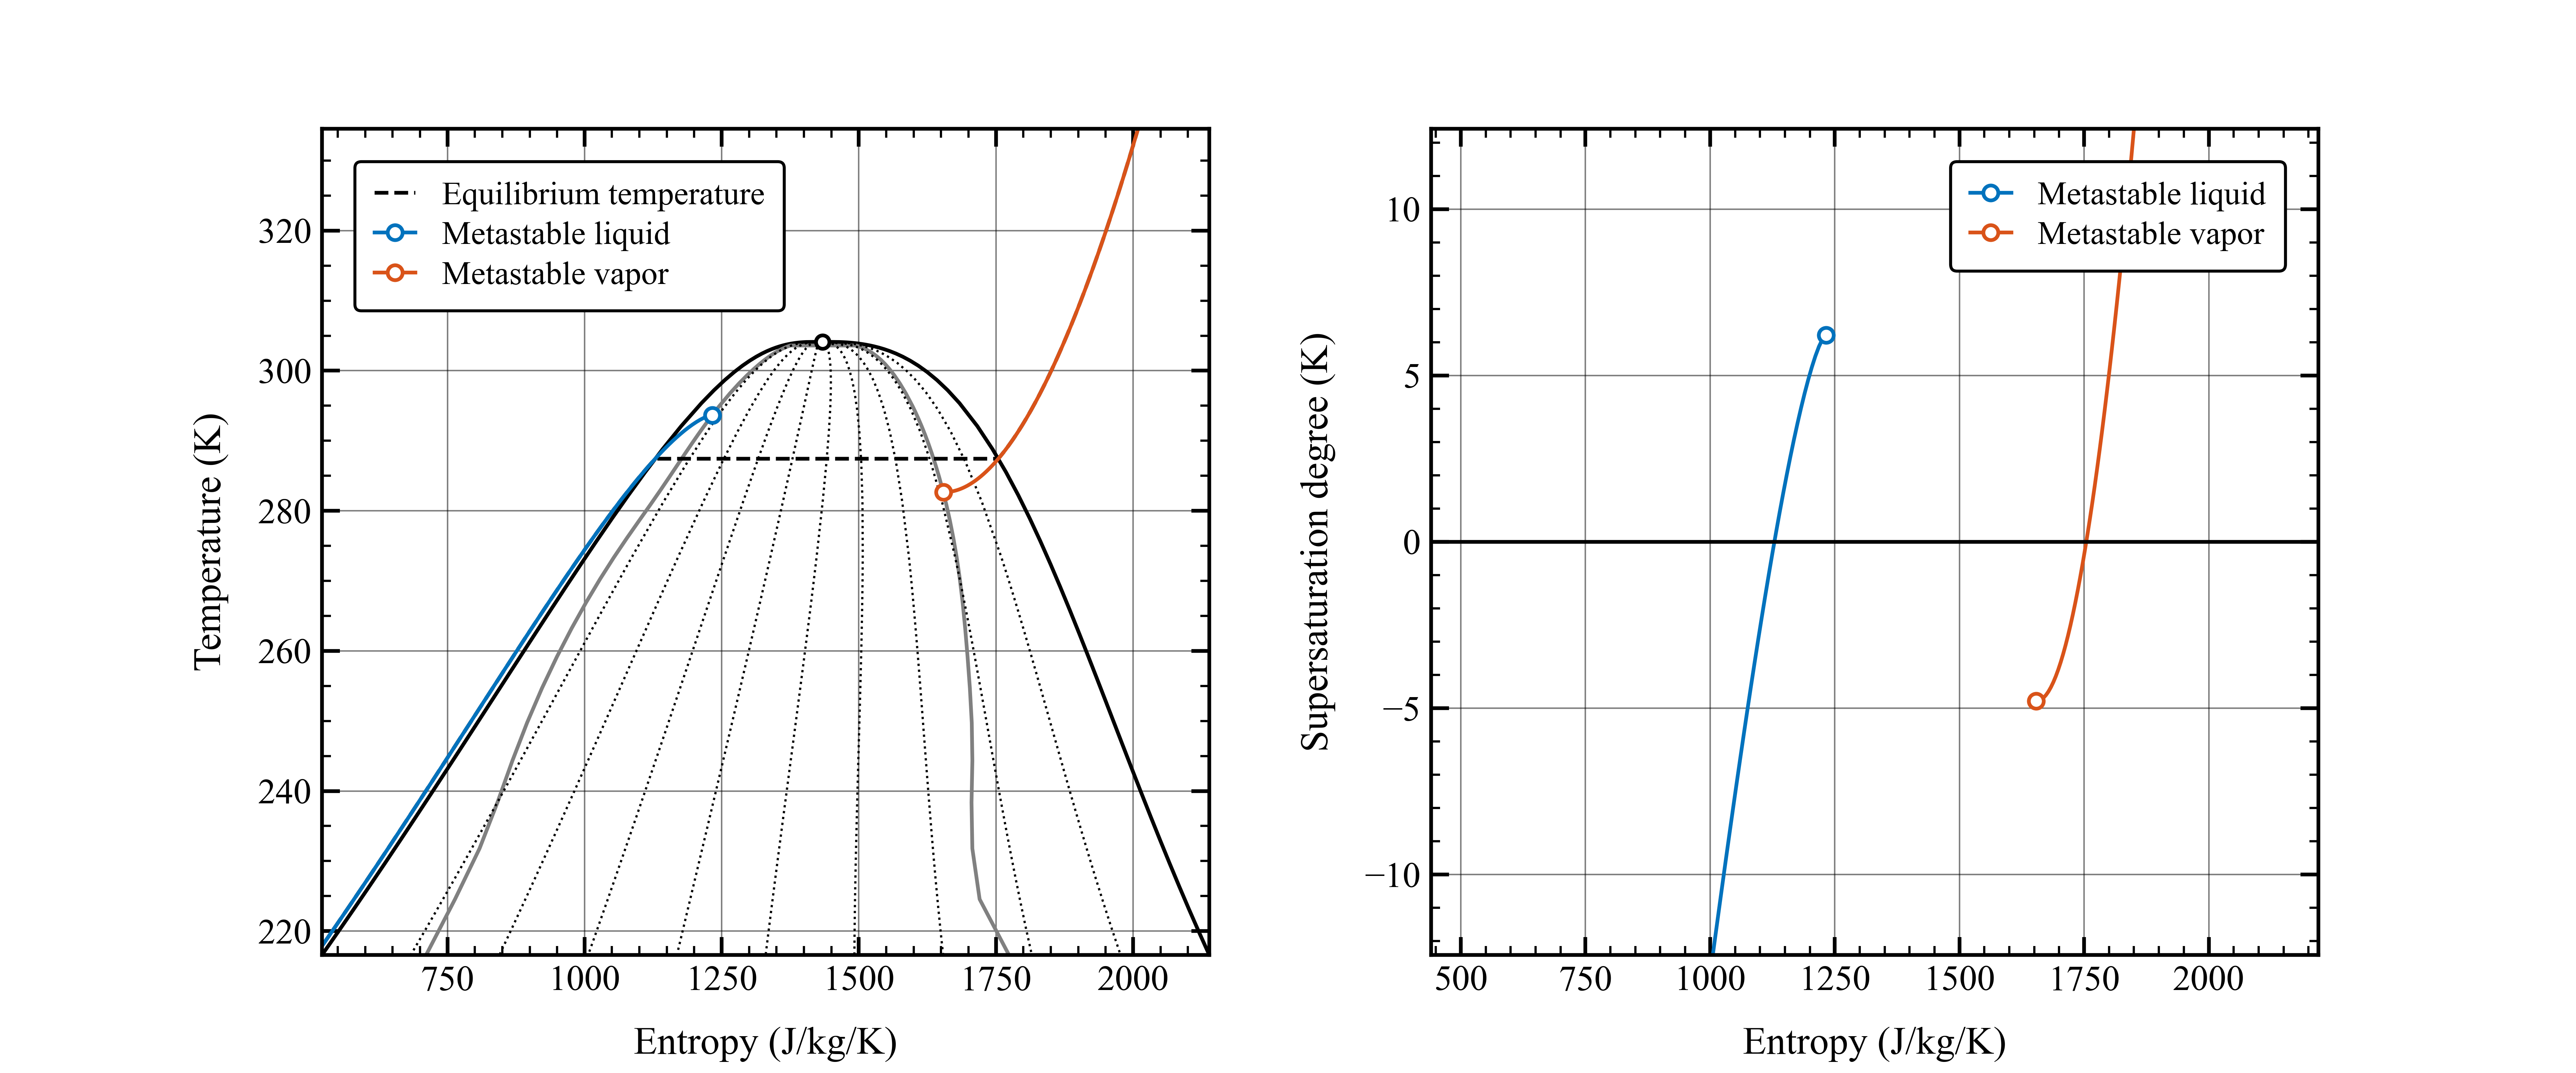 Equilibrium temperature
Metastable liquid
Metastable vapor
Temperature (K)
320
300
280
260
240
220
750 1000 1250 1500 1750 2000
Entropy (J/kg/K)
Metastable liquid
Metastable vapor
Supersaturation degree (K)
10
5
0
−5
−10
500 750 1000 1250 1500 1750 2000
Entropy (J/kg/K)